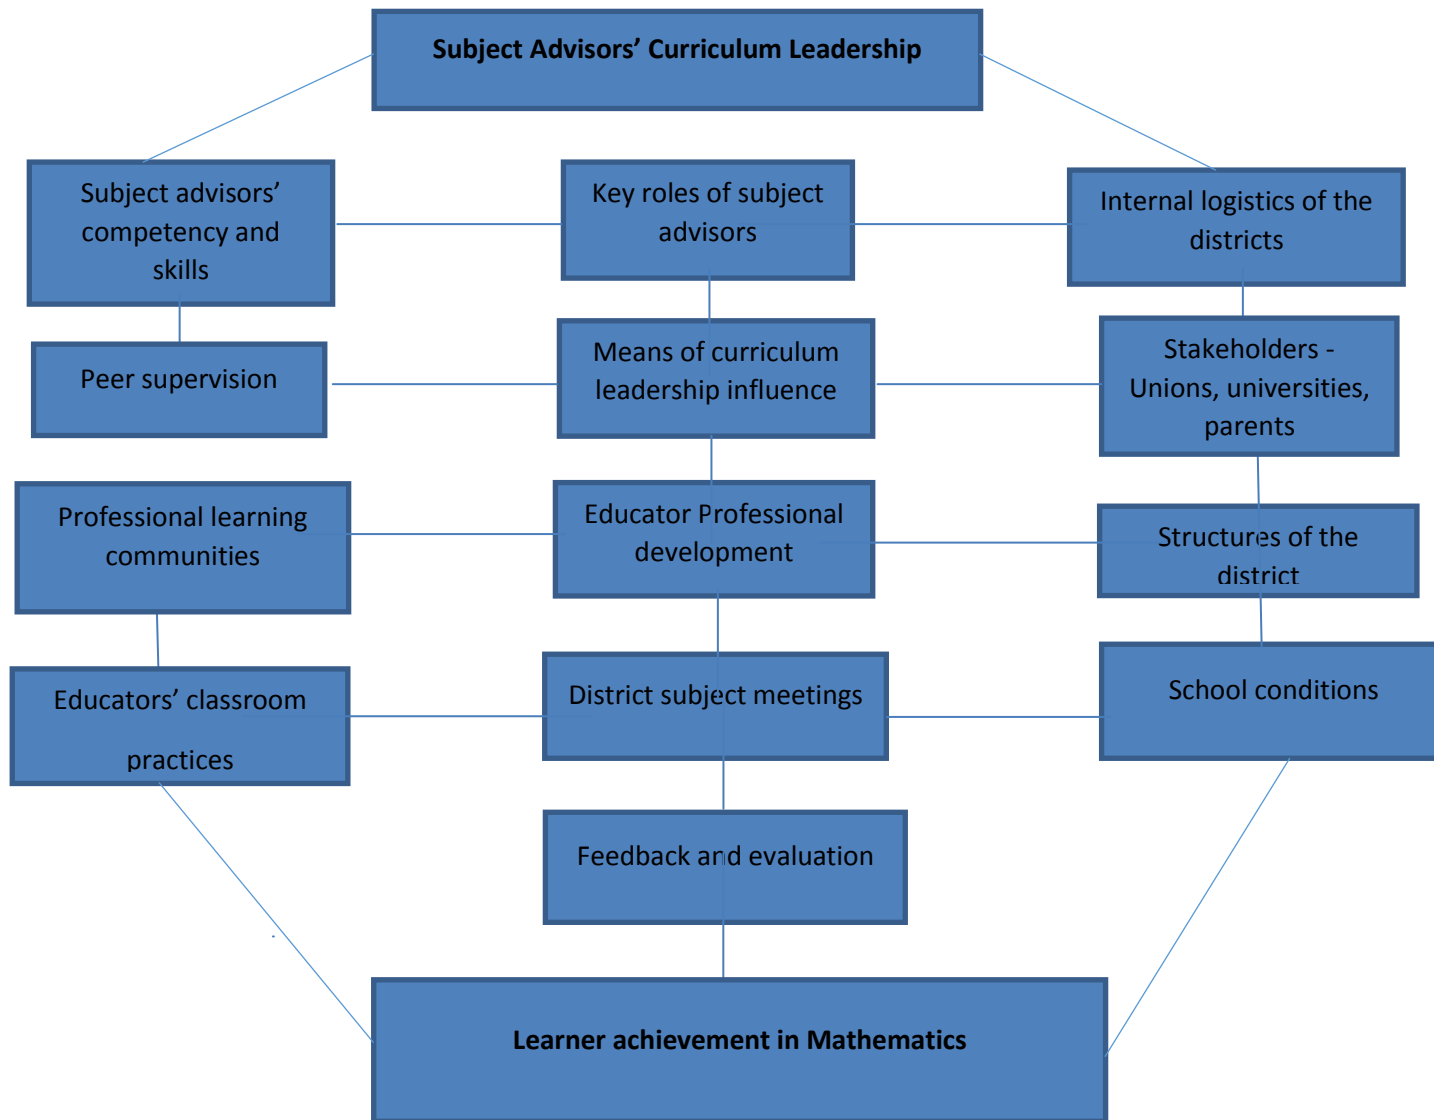 Subject Advisors’ Curriculum Leadership
Subject advisors’
competency and
skills
Key roles of subject
advisors
Internal logistics of the
districts
Peer supervision
Means of curriculum
leadership influence
Stakeholders -
Unions, universities,
parents
Professional learning
communities
Educator Professional
development
Structures of the
district
Educators’ classroom
practices
District subject meetings
School conditions
Feedback and evaluation
Learner achievement in Mathematics